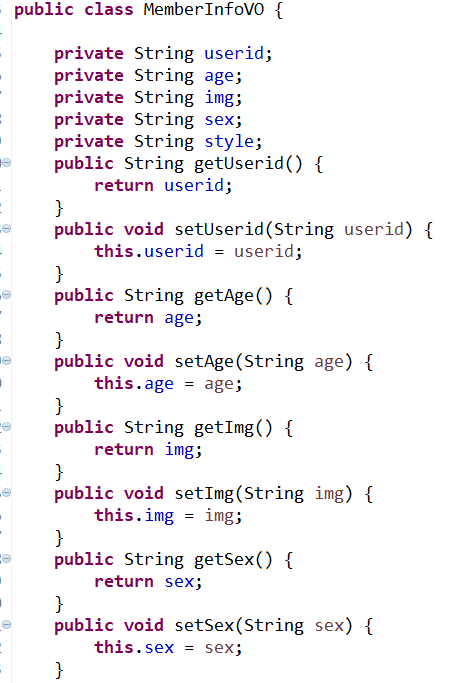 public class MemberInfoVO {
private String userid;
private String age;
private String img;
private String sex;
private String style;
public String getUserid() {
return userid;
}
public void setUserid(String userid) {
this.userid = userid;
}
public String getAge() {
return age;
}
public void setAge(String age) {
this.age = age;
}
public String getImg() {
return img;
}
public void setImg(String img) {
this.img = img;
}
public String getSex() {
return sex;
}
public void setSex(String sex) {
this.sex = sex;
}